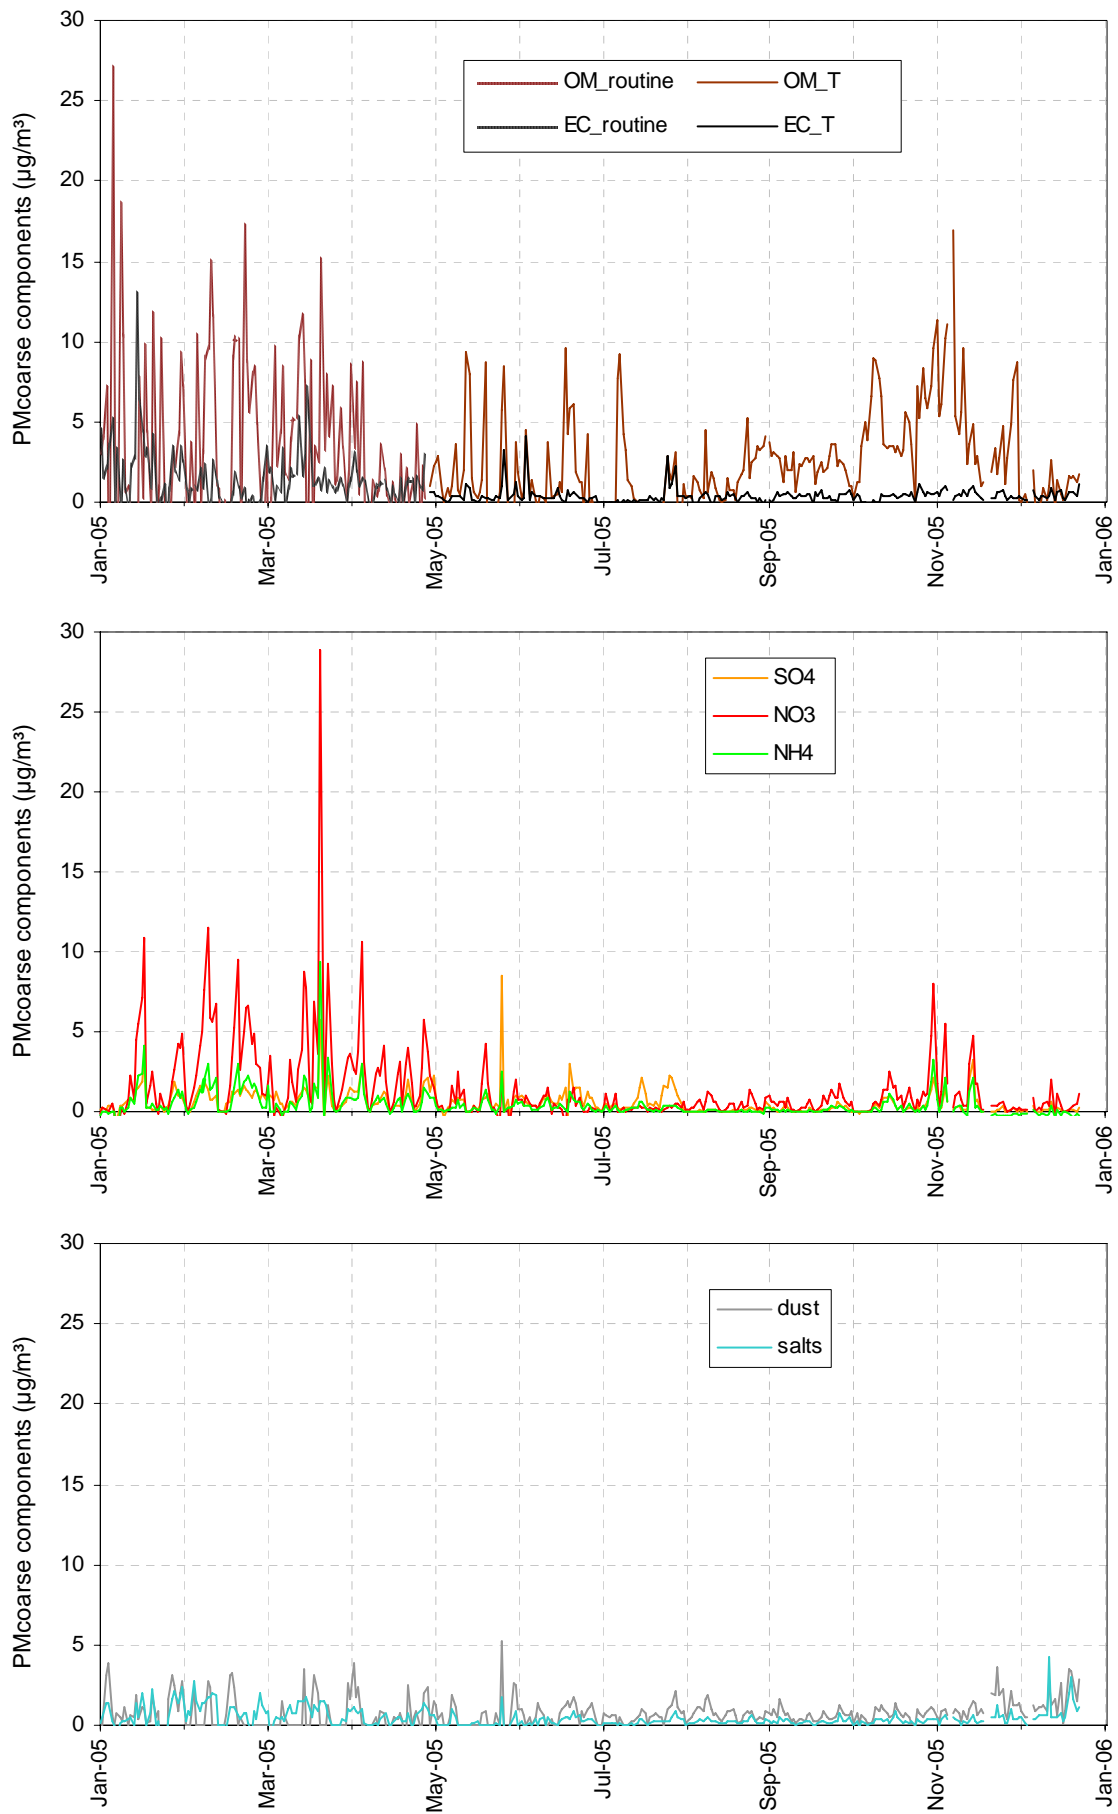 PMcoarse components (µg/m³)
30
25
20
15
10
5
0
OM_routine OM_T
EC_routine EC_T
Jan-05 Mar-05 May-05 Jul-05 Sep-05 Nov-05 Jan-06
PMcoarse components (µg/m³)
30
25
20
15
10
5
0
SO4
NO3
NH4
Jan-05 Mar-05 May-05 Jul-05 Sep-05 Nov-05 Jan-06
PMcoarse components (µg/m³)
30
25
20
15
10
5
0
dust
salts
Jan-05 Mar-05 May-05 Jul-05 Sep-05 Nov-05 Jan-06